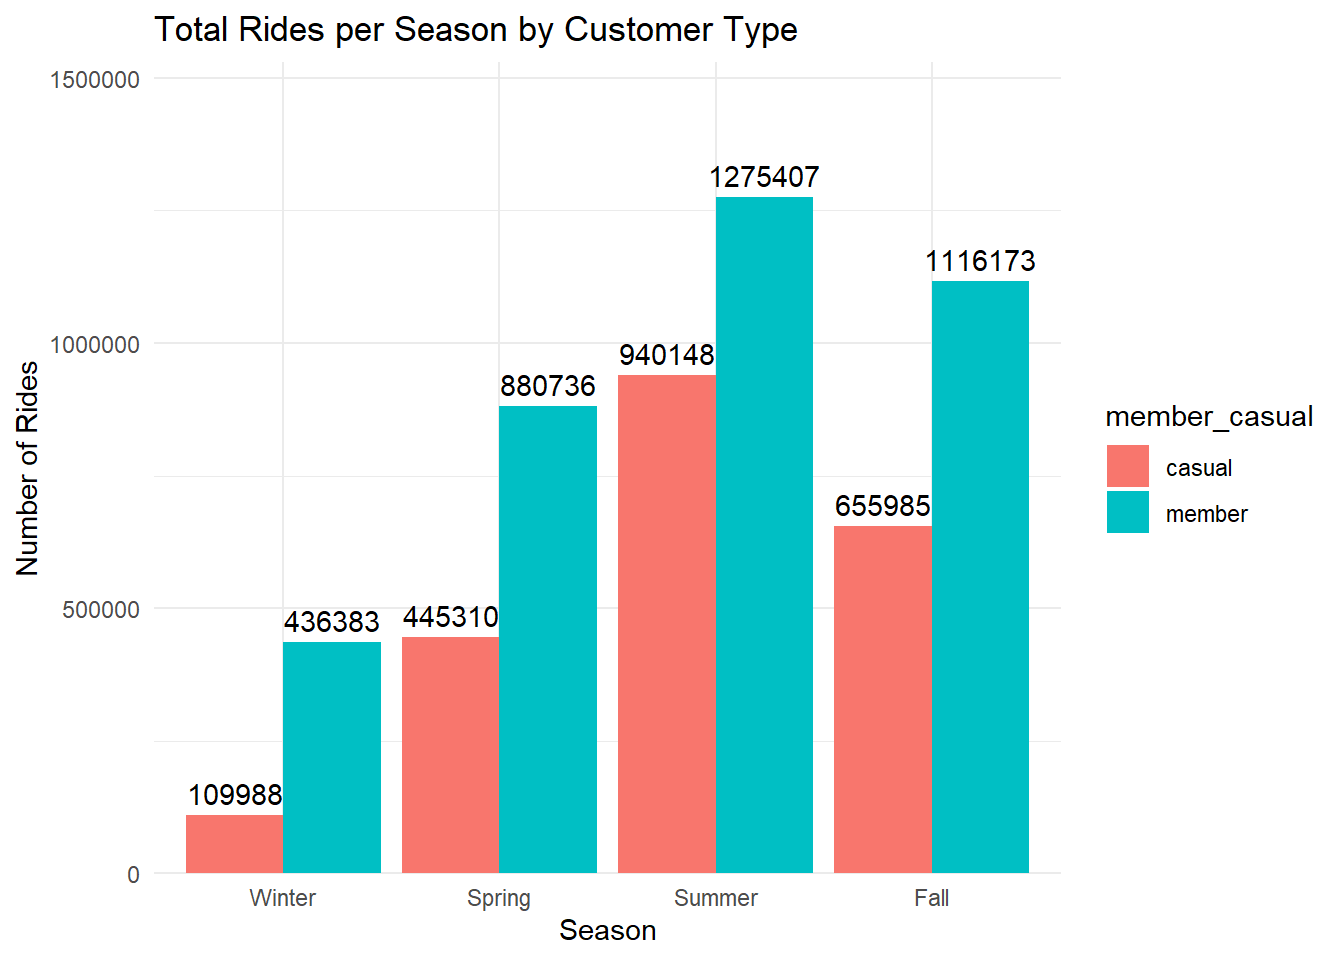 Total Rides per Season by Customer Type
Number of Rides
1500000
1000000
500000
0
109988
436383
445310
880736
940148
1275407
655985
1116173
Winter
Spring
Summer
Fall
Season
member_casual
casual
member